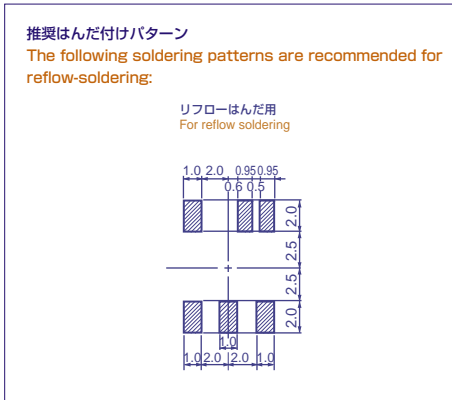 推奨はんだ付けパターン
The following soldering patterns are recommended for
reflow-soldering:
リフローはんだ用
For reflow soldering
1.0 2.0 0.95 0.95
0.6 0.5
2.0
2.5
2.5
2.0
1.0
1.0 2.0 2.0 1.0